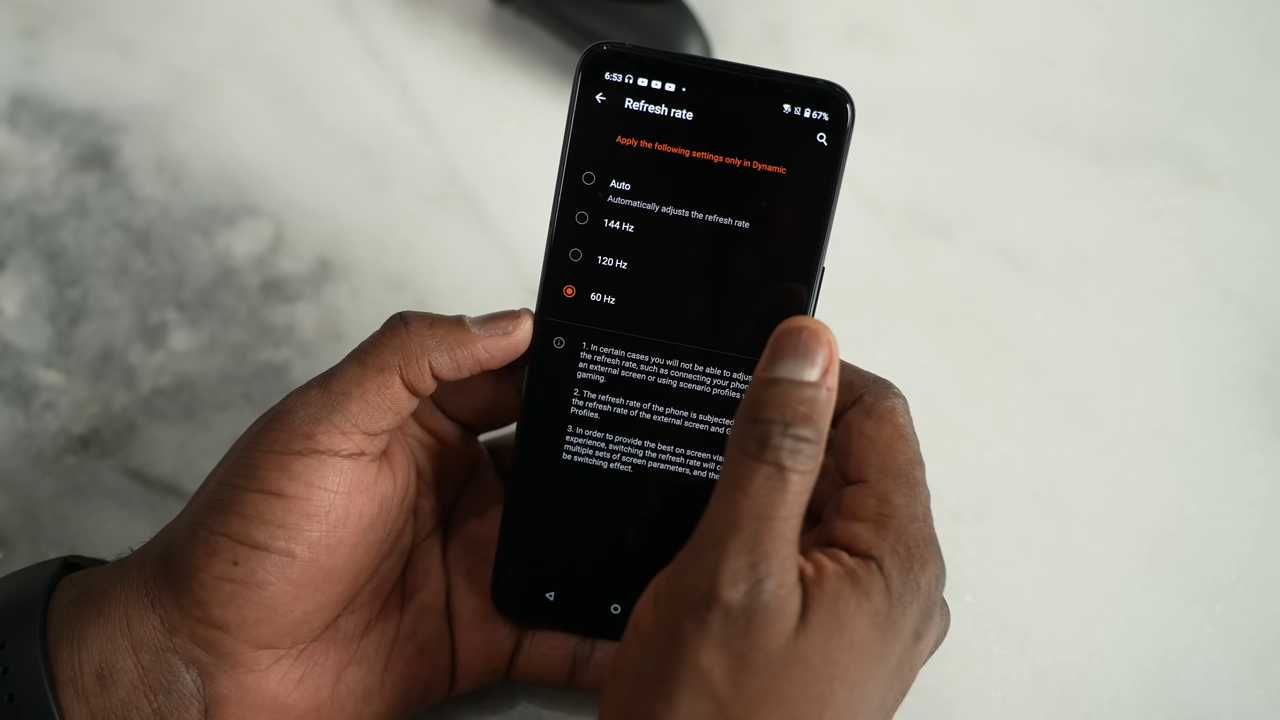 6:53
67%
Refresh rate
Apply the following settings only in Dynamic
Auto
Automatically adjusts the refresh rate
144 Hz
120 Hz
60 Hz
1. In certain cases you will not be able to
the refresh rate, such as connecting your
an external screen or using scenario profiles
gaming.
2. The refresh rate of the phone is subjected
the refresh rate of the external screen and
Profiles.
3. In order to provide the best on screen
experience, switching the refresh rate will
multiple sets of screen parameters, and
be switching effect.